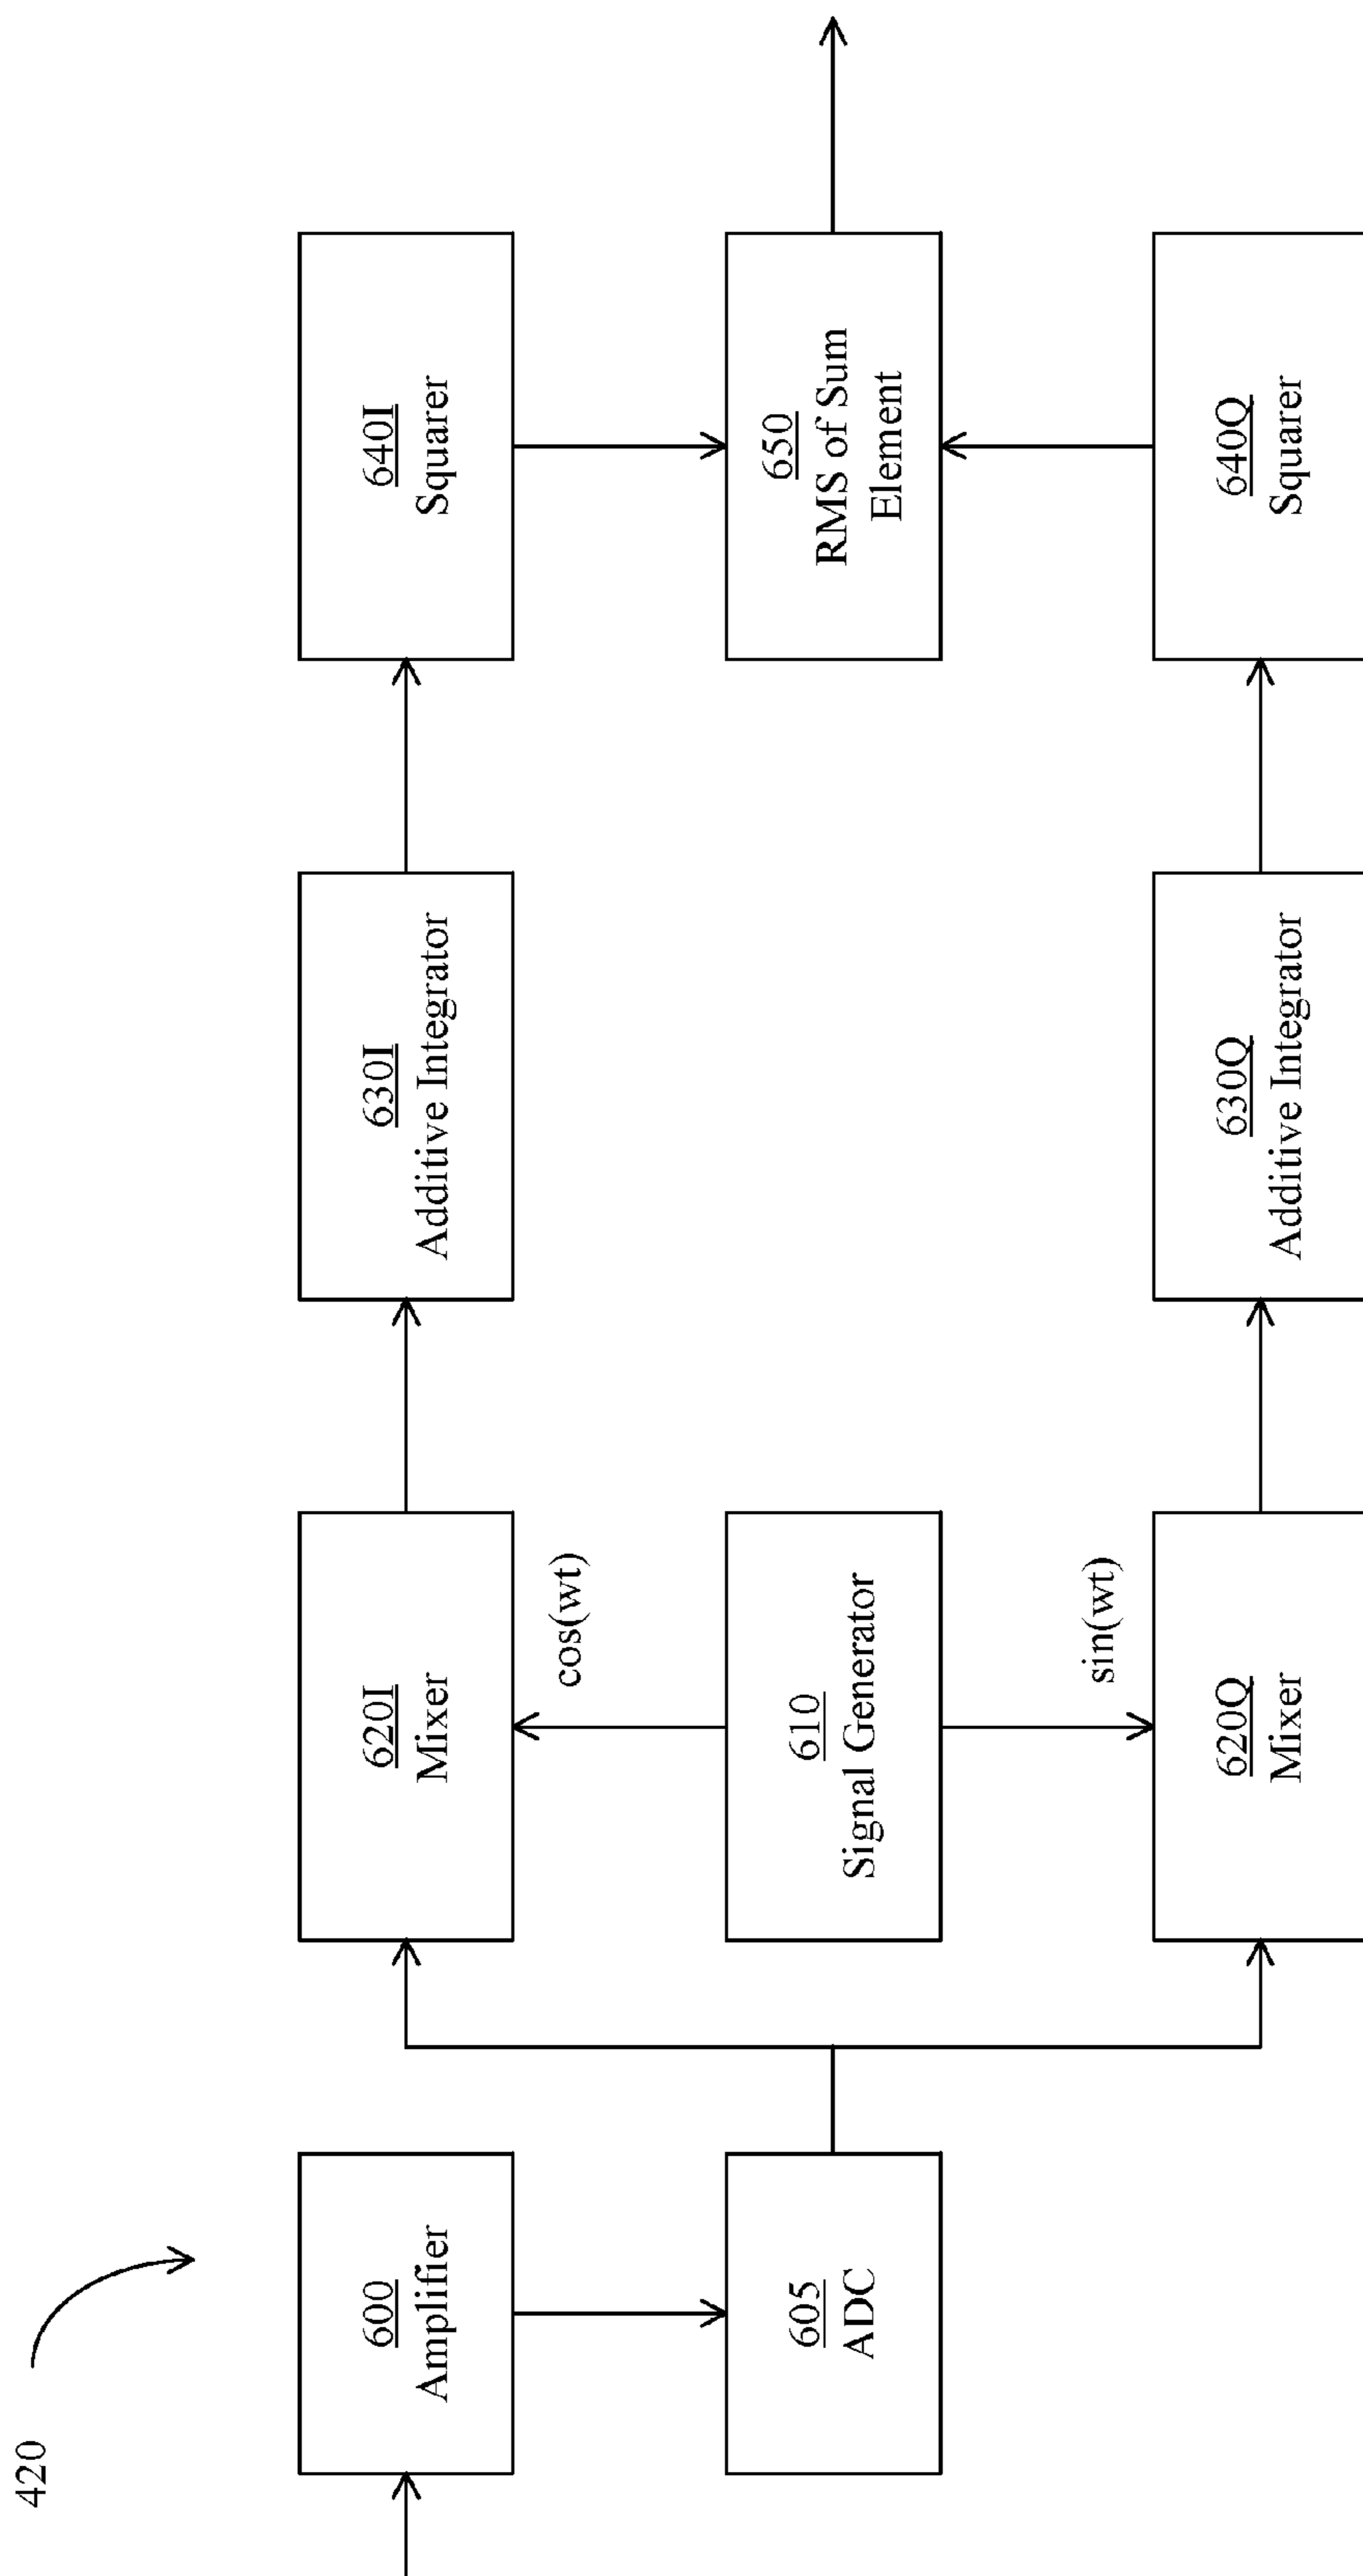 420
600
Amplifier
620I
Mixer
630I
Additive Integrator
640I
Squarer
cos(wt)
605
ADC
610
Signal Generator
650
RMS of Sum
Element
sin(wt)
620Q
Mixer
630Q
Additive Integrator
640Q
Squarer